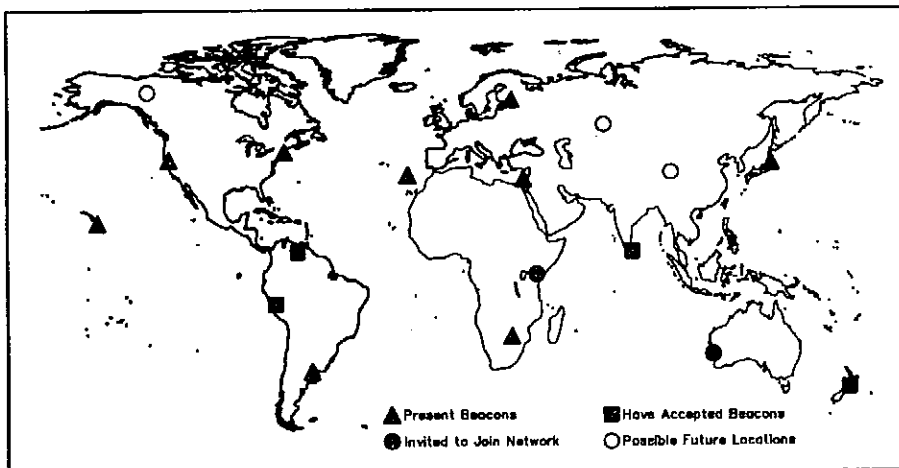 Present Beacons
Have Accepted Beacons
Invited to Join Network
Possible Future Locations